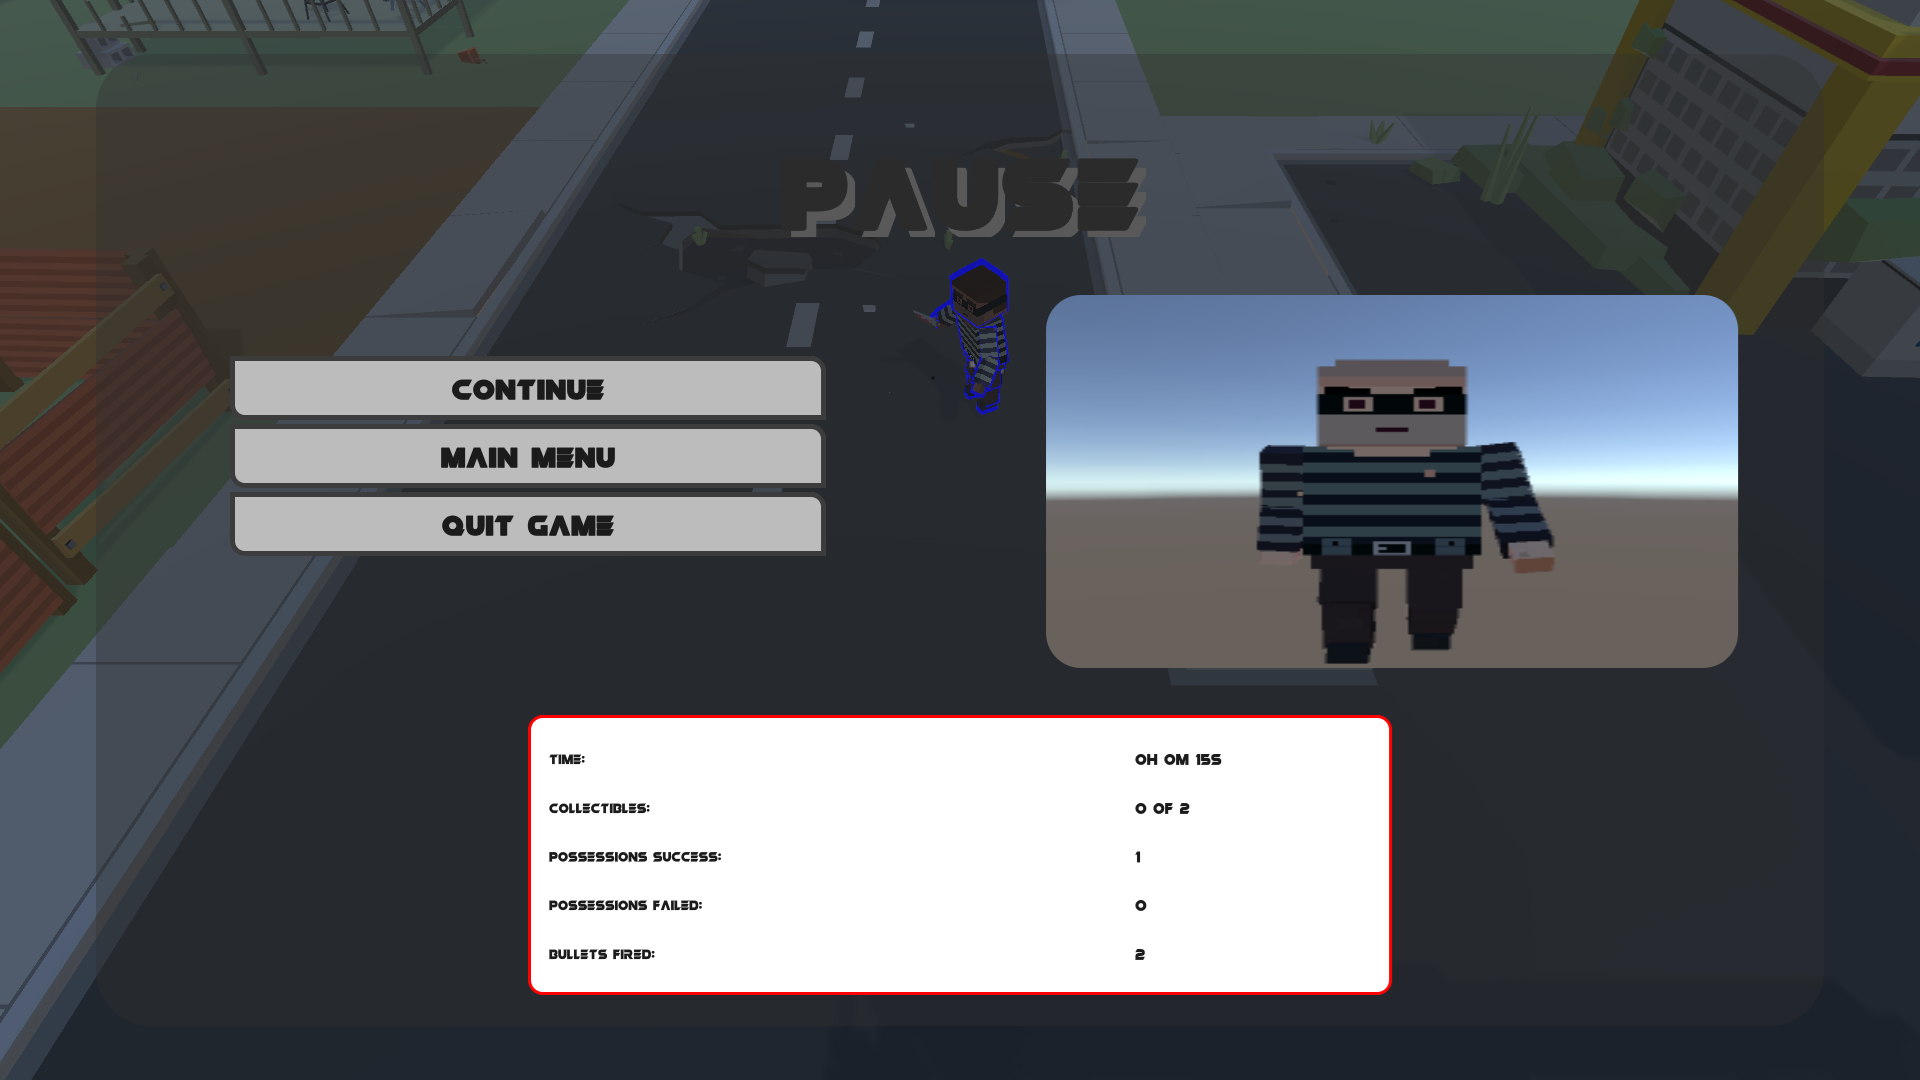 PAUSE
CONTINUE
MAIN MENU
QUIT GAME
TIME: 0H 0M 15S
COLLECTIBLES: 0 OF 2
POSSESSIONS SUCCESS: 1
POSSESSIONS FAILED: 0
BULLETS FIRED: 2